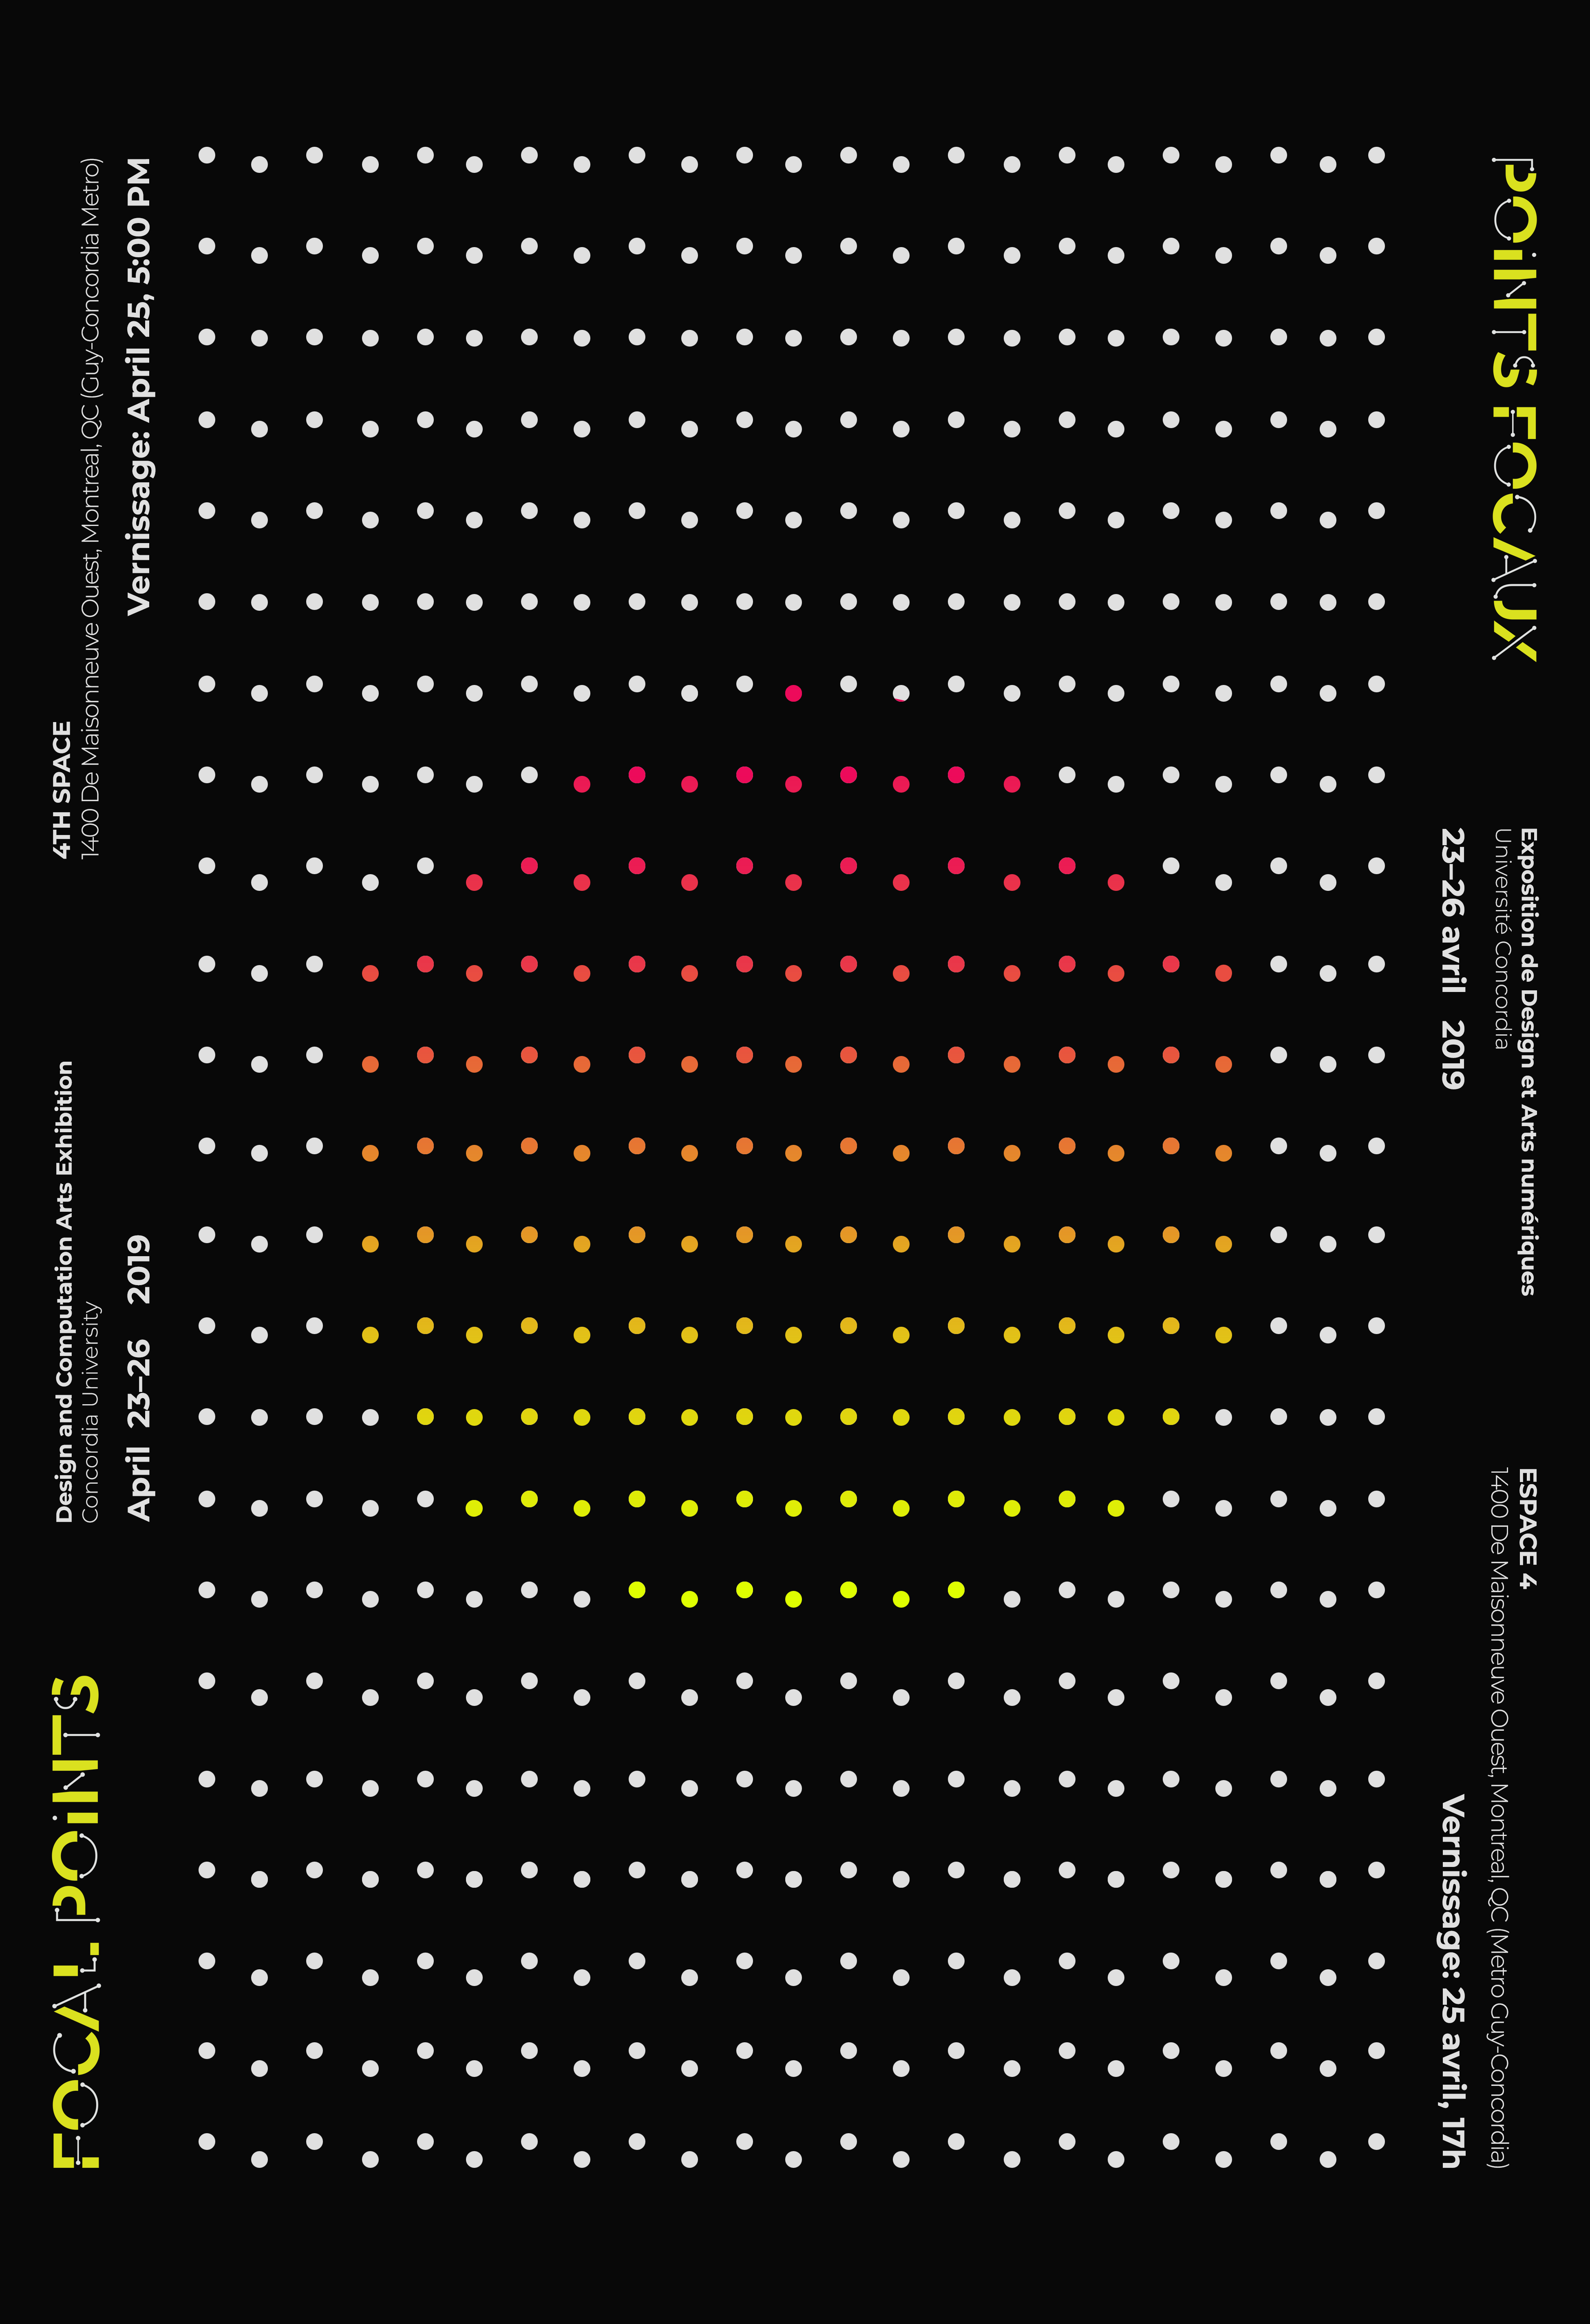 FOCAL POiNTS
Design and Computation Arts Exhibition
Concordia University
April 23–26 2019
4TH SPACE
1400 De Maisonneuve Ouest, Montreal, QC (Guy-Concordia Metro)
Vernissage: April 25, 5:00 PM
POiNTS FOCAUX
Exposition de Design et Arts numériques
Université Concordia
23–26 avril 2019
ESPACE 4
1400 De Maisonneuve Ouest, Montreal, QC (Metro Guy-Concordia)
Vernissage: 25 avril, 17h